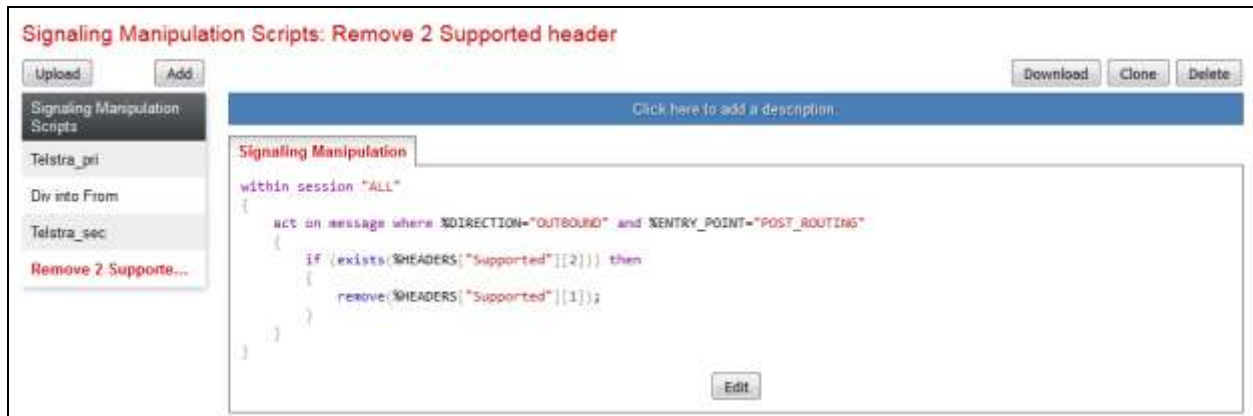 Signaling Manipulation Scripts: Remove 2 Supported header
Upload Add
Download Clone Delete
Signaling Manipulation
Scripts
Telstra_pri
Div into From
Telstra_sec
Remove 2 Supporte...
Click here to add a description.
Signaling Manipulation
within session "ALL"
{
act on message where %DIRECTION="OUTBOUND" and %ENTRY_POINT="POST_ROUTING"
{
if (exists(%HEADERS["Supported"][2])) then
{
remove(%HEADERS["Supported"][1]);
}
}
}
Edit